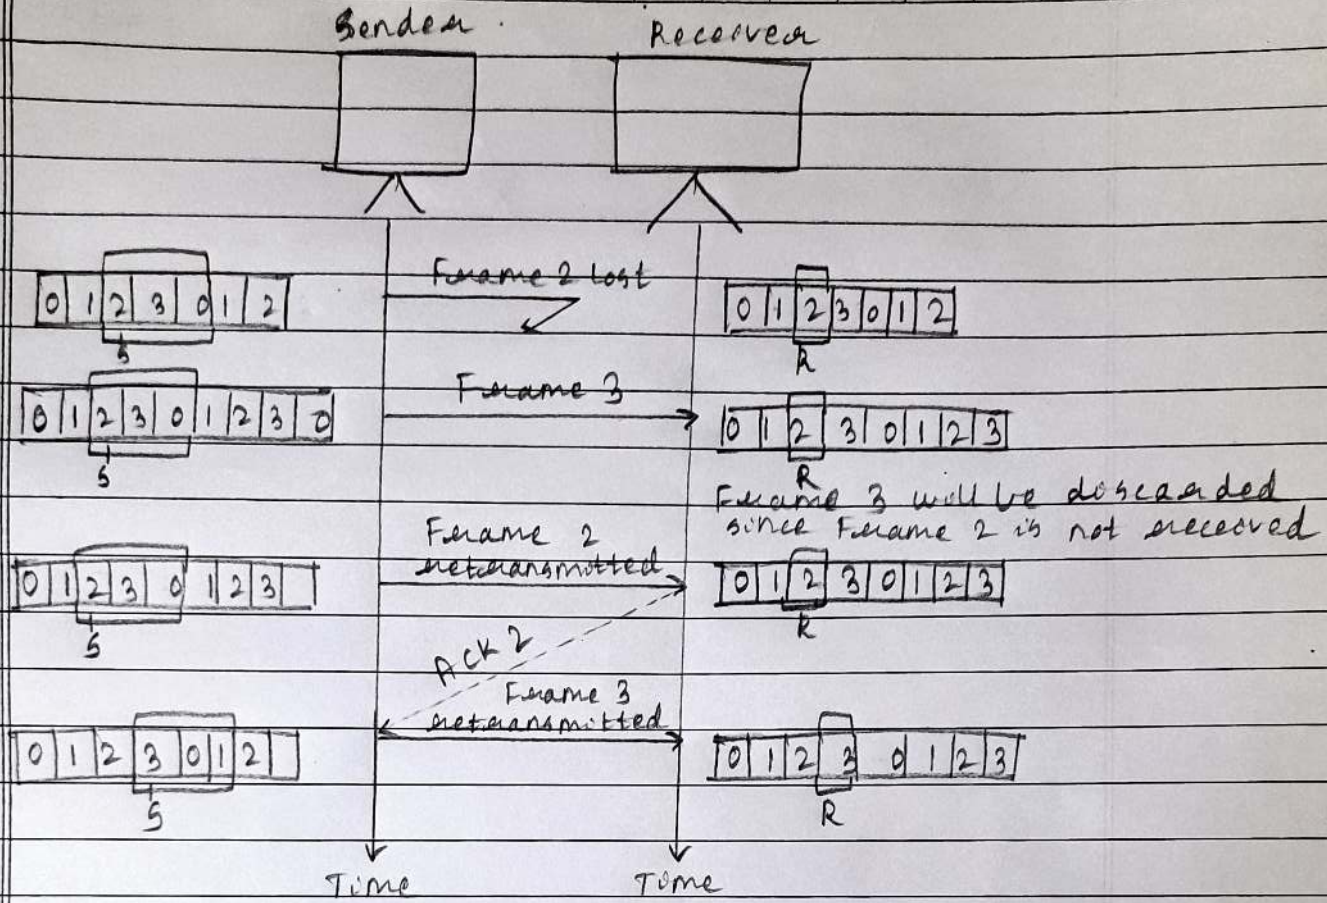 Sender Receiver
Frame 2 lost
0 1 2 3 0 1 2
0 1 2 3 0 1 2
S
R
Frame 3
0 1 2 3 0 1 2 3 0
0 1 2 3 0 1 2 3
S
R
Frame 3 will be discarded
since Frame 2 is not received
Frame 2
retransmitted
0 1 2 3 0 1 2 3
0 1 2 3 0 1 2 3
S
R
ACK 2
Frame 3
retransmitted
0 1 2 3 0 1 2
0 1 2 3 0 1 2 3
S
R
Time Time